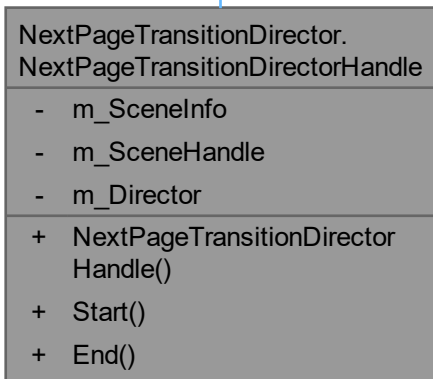 NextPageTransitionDirector.
NextPageTransitionDirectorHandle
- m_SceneInfo
- m_SceneHandle
- m_Director
+ NextPageTransitionDirector
Handle()
+ Start()
+ End()